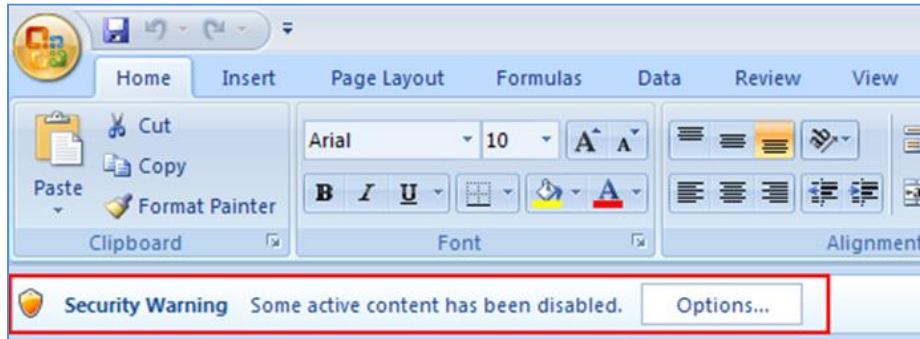 Home Insert Page Layout Formulas Data Review View
Cut
Arial 10 A A
Copy
Paste
B I U A
Format Painter
Clipboard Font Alignment
Security Warning Some active content has been disabled. Options...